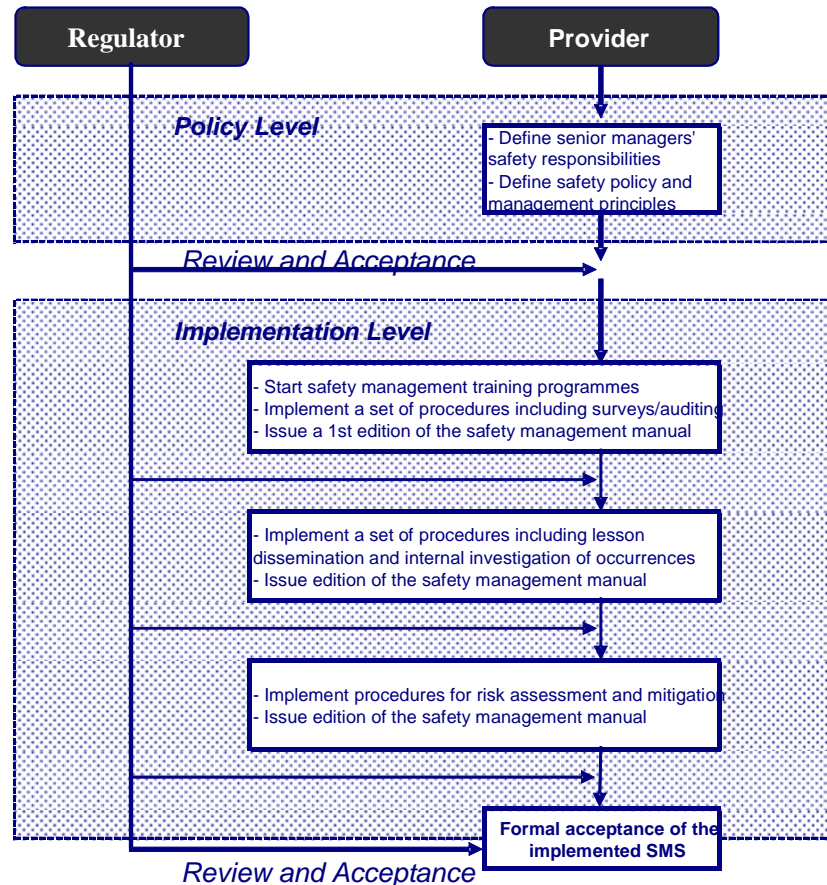 Regulator
Provider
Policy Level
- Define senior managers'
safety responsibilities
- Define safety policy and
management principles
Review and Acceptance
Implementation Level
- Start safety management training programmes
- Implement a set of procedures including surveys/auditing
- Issue a 1st edition of the safety management manual
- Implement a set of procedures including lesson
dissemination and internal investigation of occurrences
- Issue edition of the safety management manual
- Implement procedures for risk assessment and mitigation
- Issue edition of the safety management manual
Formal acceptance of the
implemented SMS
Review and Acceptance